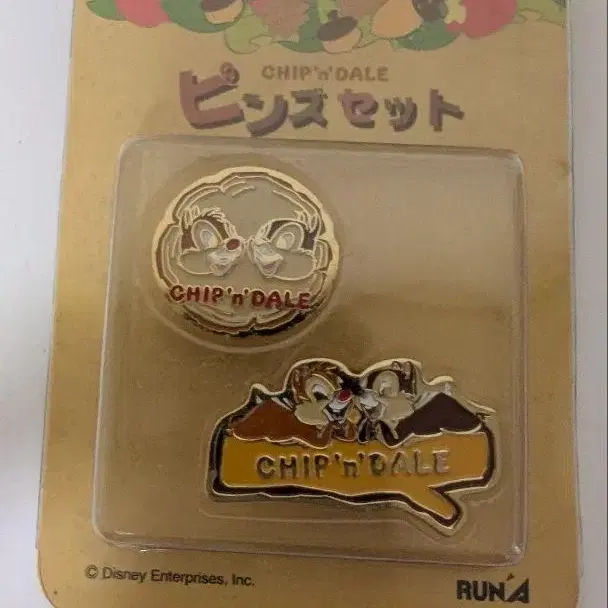 CHIP 'n' DALE
ピンズセット
CHIP 'n' DALE
CHIP 'n' DALE
© Disney Enterprises, Inc.
RUN'A